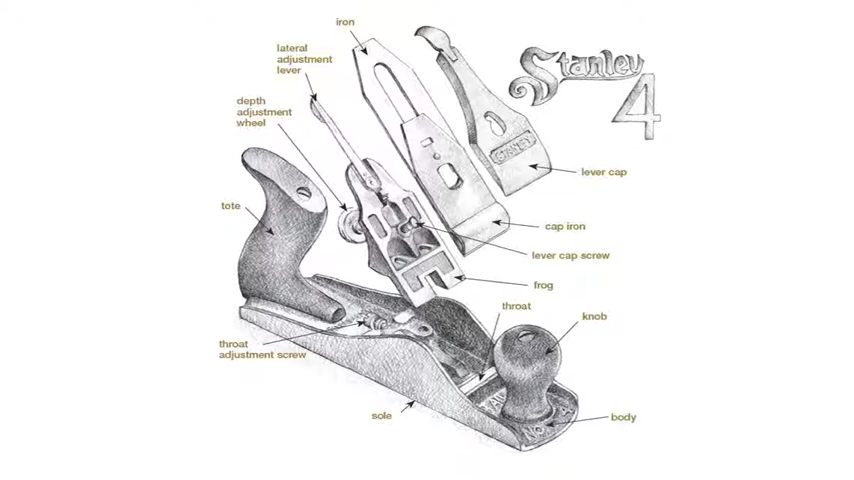 iron
lateral
adjustment
lever
Stanley
4
depth
adjustment
wheel
STANLEY
lever cap
tote
cap iron
lever cap screw
frog
throat
knob
throat
adjustment screw
sole
body
No 4